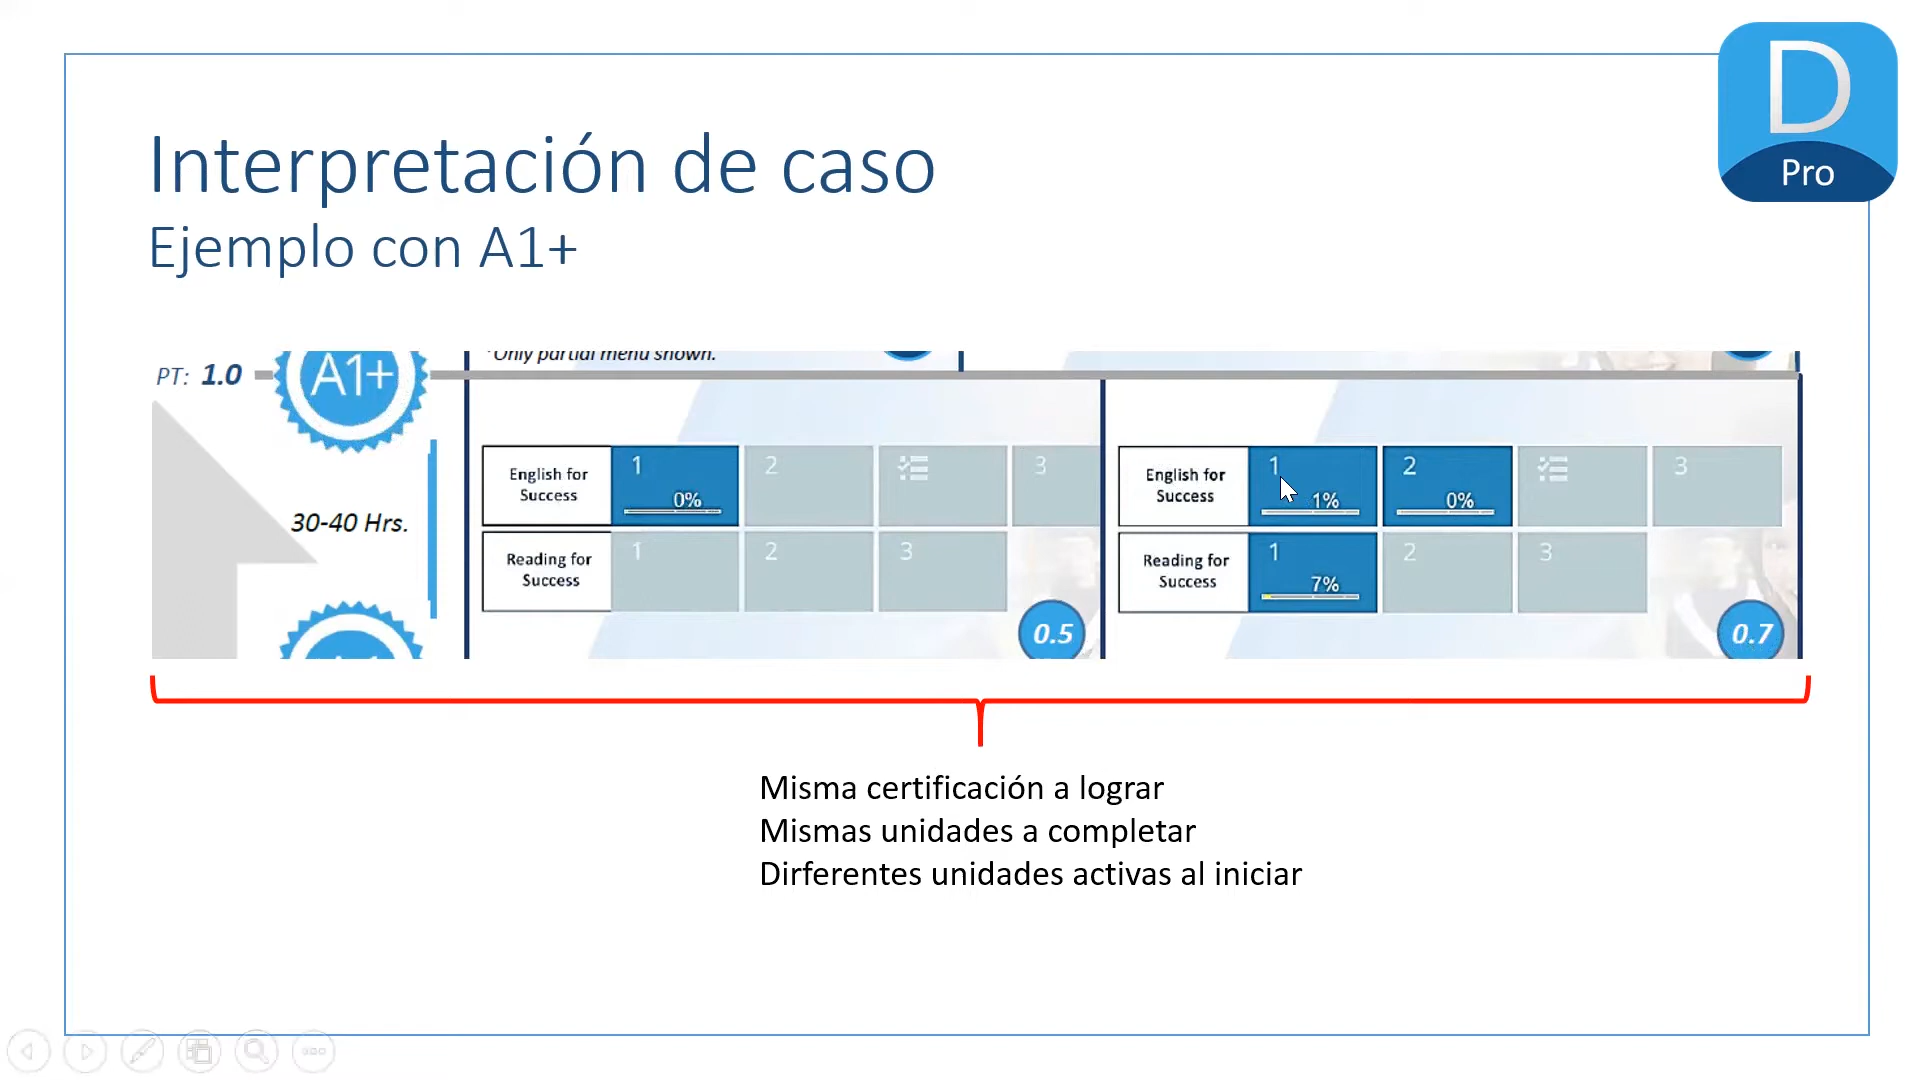 D
Pro
Interpretación de caso
Ejemplo con A1+
*Only partial menu shown.
PT: 1.0
A1+
30-40 Hrs.
English for
Success
1
0%
2
3
Reading for
Success
1
2
3
0.5
English for
Success
1
1%
2
0%
3
Reading for
Success
1
7%
2
3
0.7
Misma certificación a lograr
Mismas unidades a completar
Dirferentes unidades activas al iniciar